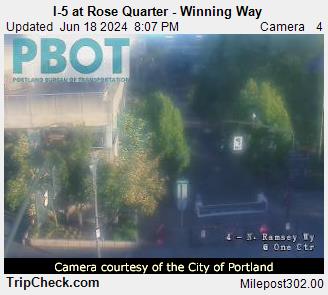 I-5 at Rose Quarter - Winning Way
Updated Jun 18 2024 8:07 PM Camera 4
PBOT
PORTLAND BUREAU OF TRANSPORTATION
4 - N. Ramsey Wy
@ One Ctr
Camera courtesy of the City of Portland
TripCheck.com Milepost302.00